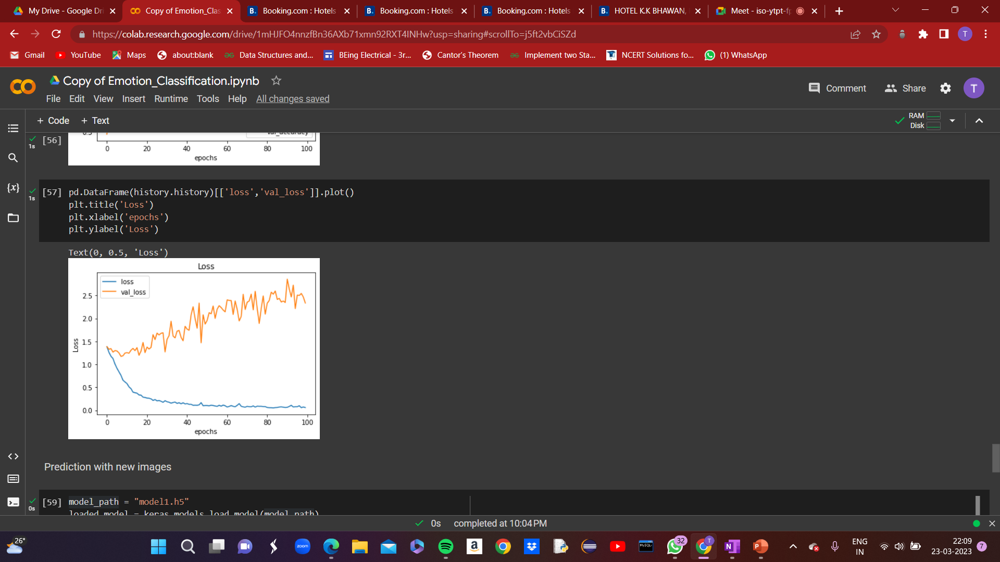 My Drive - Google Dri
Copy of Emotion_Clas
Booking.com : Hotels
Booking.com : Hotels
Booking.com : Hotels
HOTEL K.K BHAWAN,
Meet - iso-ytpt-fp
https://colab.research.google.com/drive/1mHJFO4nnzfBn36AXb71xmn92RXT4INHw?usp=sharing#scrollTo=j5ft2vbCiSZd
T
Gmail
YouTube
Maps
about:blank
Data Structures and...
BEing Electrical - 3r...
Cantor's Theorem
Implement two Sta...
NCERT Solutions fo...
(1) WhatsApp
Copy of Emotion_Classification.ipynb
File Edit View Insert Runtime Tools Help All changes saved
Comment
Share
T
+ Code + Text
RAM
Disk
1s
[56]
0.5
val_accuracy
0 20 40 60 80 100
epochs
1s
[57] pd.DataFrame(history.history)[['loss','val_loss']].plot()
plt.title('Loss')
plt.xlabel('epochs')
plt.ylabel('Loss')
Text(0, 0.5, 'Loss')
Loss
loss
val_loss
2.5
2.0
1.5
1.0
0.5
0.0
Loss
0 20 40 60 80 100
epochs
Prediction with new images
0s
[59] model_path = "model1.h5"
loaded_model = keras.models.load_model(model_path)
0s completed at 10:04 PM
26°
zoom
MySQL
32
T
ENG
IN
22:09
23-03-2023
7